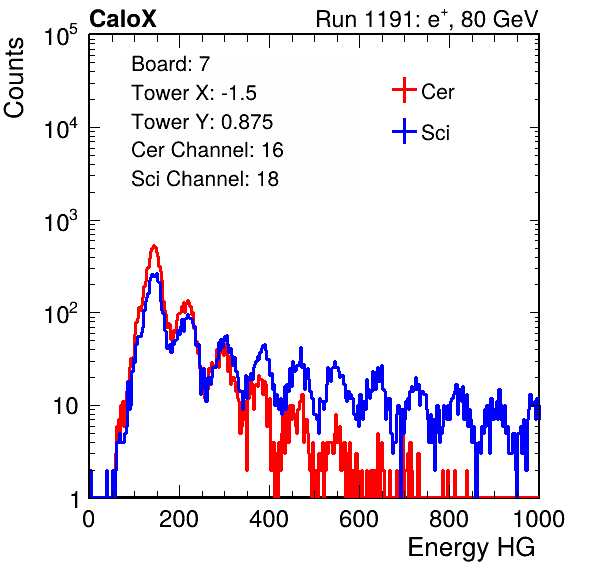 CaloX Run 1191: e⁺, 80 GeV
Counts
10⁵
10⁴
10³
10²
10
1
Board: 7
Tower X: -1.5
Tower Y: 0.875
Cer Channel: 16
Sci Channel: 18
Cer
Sci
0 200 400 600 800 1000
Energy HG